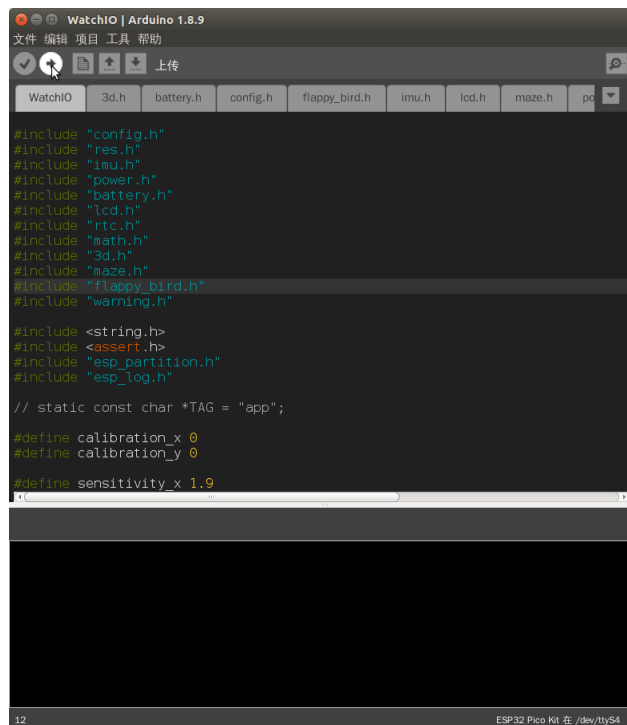 WatchIO | Arduino 1.8.9
文件 编辑 项目 工具 帮助
上传
WatchIO 3d.h battery.h config.h flappy_bird.h imu.h lcd.h maze.h po
#include "config.h"
#include "res.h"
#include "imu.h"
#include "power.h"
#include "battery.h"
#include "lcd.h"
#include "rtc.h"
#include "math.h"
#include "3d.h"
#include "maze.h"
#include "flappy_bird.h"
#include "warning.h"
#include <string.h>
#include <assert.h>
#include "esp_partition.h"
#include "esp_log.h"
// static const char *TAG = "app";
#define calibration_x 0
#define calibration_y 0
#define sensitivity_x 1.9
12 ESP32 Pico Kit 在 /dev/ttyS4